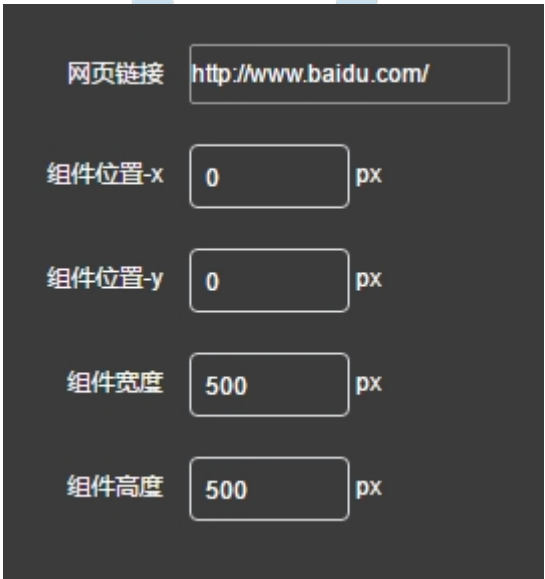 网页链接 http://www.baidu.com/
组件位置-x 0 px
组件位置-y 0 px
组件宽度 500 px
组件高度 500 px